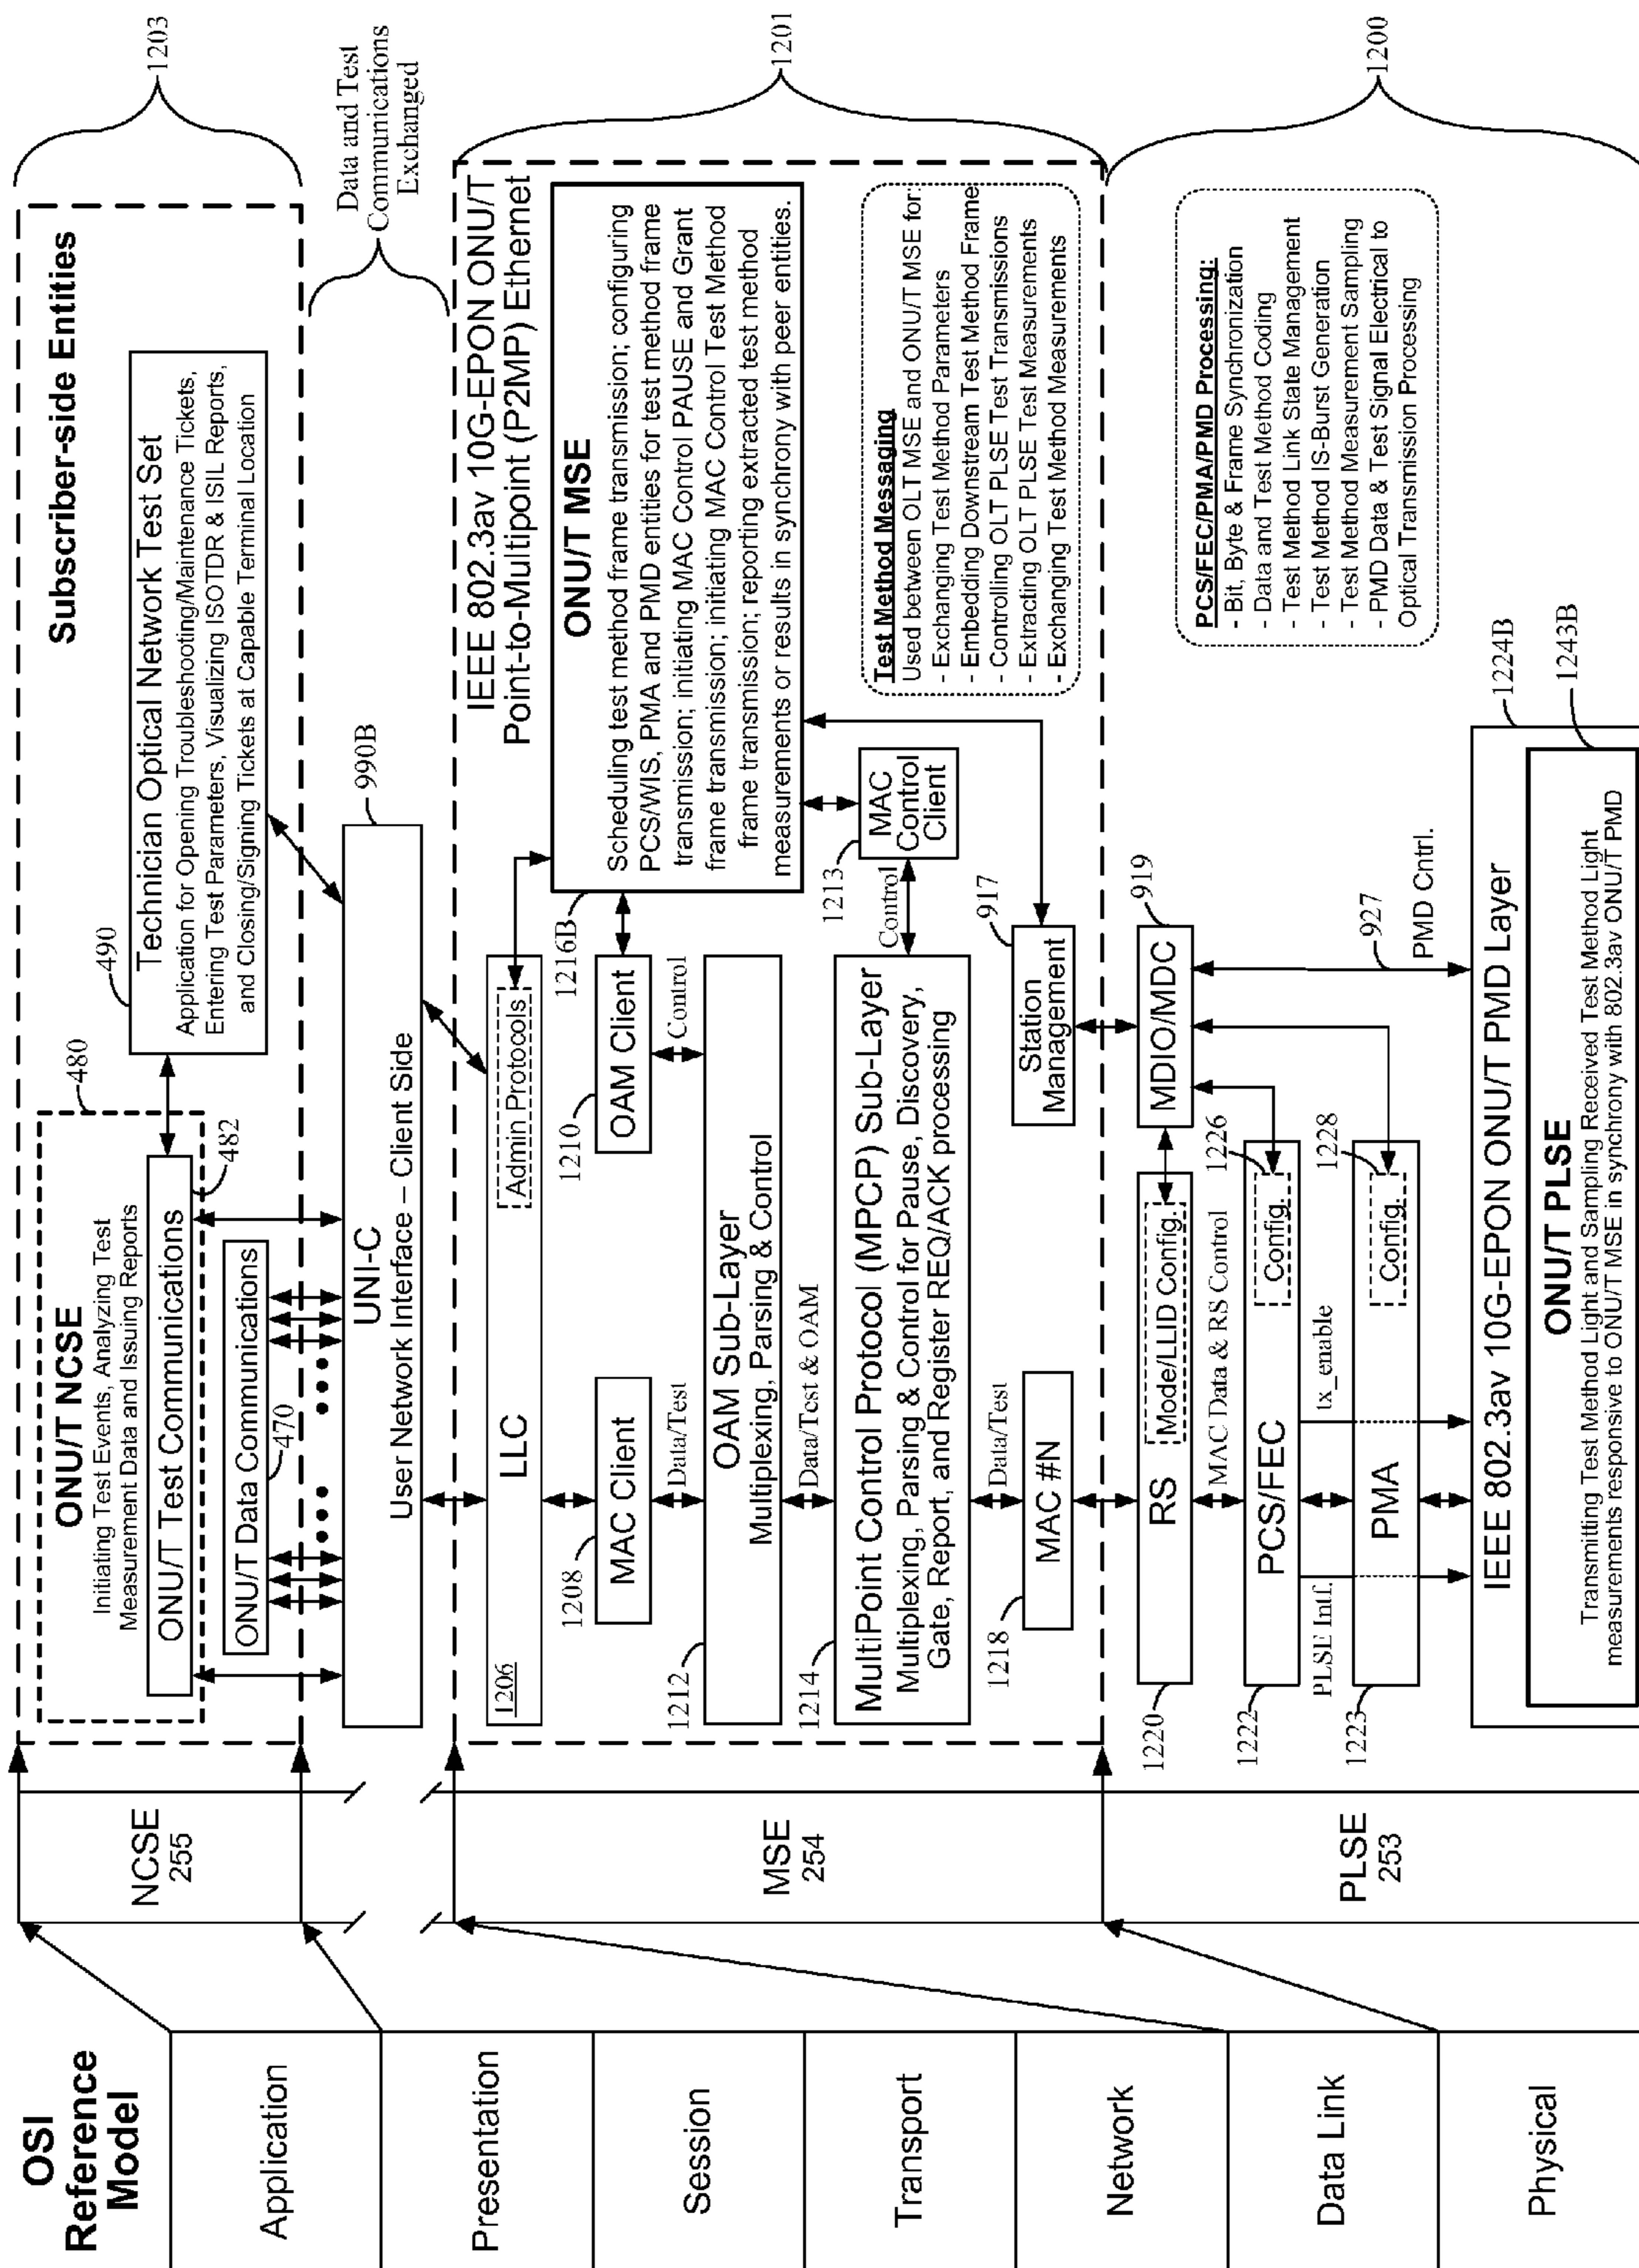 OSI
Reference
Model
Application
Presentation
Session
Transport
Network
Data Link
Physical
NCSE
255
MSE
254
PLSE
253
Subscriber-side Entities
1203
ONU/T NCSE
Initiating Test Events, Analyzing Test
Measurement Data and Issuing Reports
ONU/T Test Communications
480
482
ONU/T Data Communications
470
490
Technician Optical Network Test Set
Application for Opening Troubleshooting/Maintenance Tickets,
Entering Test Parameters, Visualizing ISOTDR & ISIL Reports,
and Closing/Signing Tickets at Capable Terminal Location
UNI-C
User Network Interface – Client Side
990B
Data and Test
Communications
Exchanged
IEEE 802.3av 10G-EPON ONU/T
Point-to-Multipoint (P2MP) Ethernet
1201
1206
LLC
Admin Protocols
1208
MAC Client
1210
OAM Client
1216B
ONU/T MSE
Scheduling test method frame transmission; configuring
PCS/WIS, PMA and PMD entities for test method frame
transmission; initiating MAC Control PAUSE and Grant
frame transmission; initiating MAC Control Test Method
frame transmission; reporting extracted test method
measurements or results in synchrony with peer entities.
Data/Test
Control
1212
OAM Sub-Layer
Multiplexing, Parsing & Control
Data/Test & OAM
1214
MultiPoint Control Protocol (MPCP) Sub-Layer
Multiplexing, Parsing & Control for Pause, Discovery,
Gate, Report, and Register REQ/ACK processing
Control
1213
MAC
Control
Client
Test Method Messaging
Used between OLT MSE and ONU/T MSE for:
- Exchanging Test Method Parameters
- Embedding Downstream Test Method Frame
- Controlling OLT PLSE Test Transmissions
- Extracting OLT PLSE Test Measurements
- Exchanging Test Method Measurements
Data/Test
1218
MAC #N
917
Station
Management
1200
1220
RS
Model/LLID Config.
MDIO/MDC
919
MAC Data & RS Control
1226
1222
PCS/FEC
Config.
PLSE Intf.
tx_enable
1228
1223
PMA
Config.
927
PMD Cntrl.
PCS/FEC/PMA/PMD Processing:
- Bit, Byte & Frame Synchronization
- Data and Test Method Coding
- Test Method Link State Management
- Test Method IS-Burst Generation
- Test Method Measurement Sampling
- PMD Data & Test Signal Electrical to
Optical Transmission Processing
1224B
IEEE 802.3av 10G-EPON ONU/T PMD Layer
1243B
ONU/T PLSE
Transmitting Test Method Light and Sampling Received Test Method Light
measurements responsive to ONU/T MSE in synchrony with 802.3av ONU/T PMD